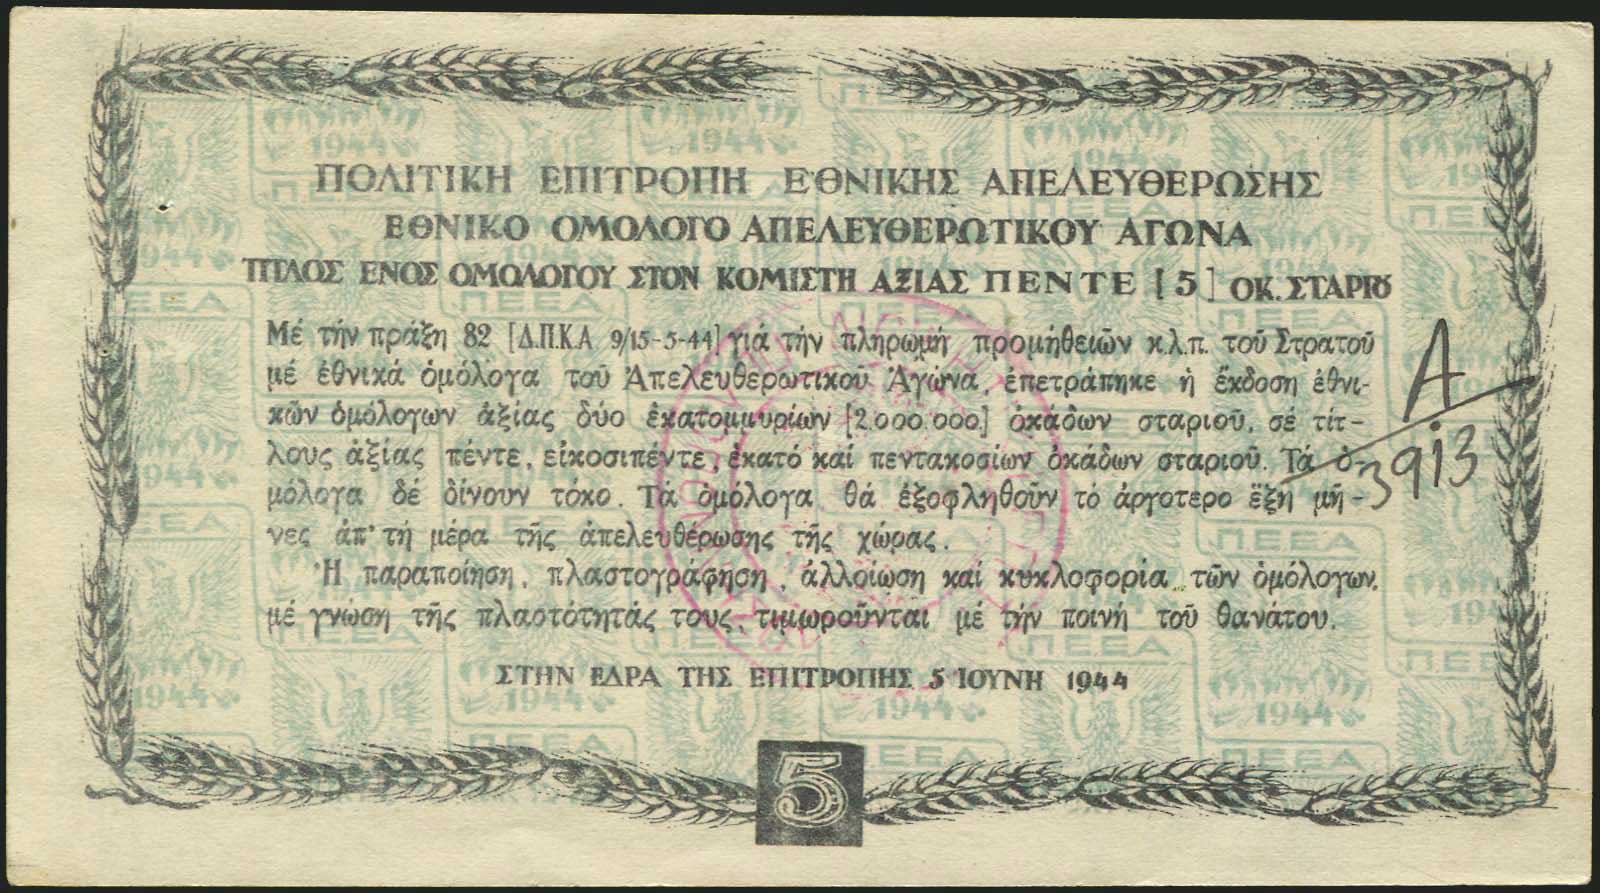 ΠΟΛΙΤΙΚΗ ΕΠΙΤΡΟΠΗ ΕΘΝΙΚΗΣ ΑΠΕΛΕΥΘΕΡΩΣΗΣ
ΕΘΝΙΚΟ ΟΜΟΛΟΓΟ ΑΠΕΛΕΥΘΕΡΩΤΙΚΟΥ ΑΓΩΝΑ
ΤΙΤΛΟΣ ΕΝΟΣ ΟΜΟΛΟΓΟΥ ΣΤΟΝ ΚΟΜΙΣΤΗ ΑΞΙΑΣ ΠΕΝΤΕ [5] ΟΚ. ΣΤΑΡΙΟΥ
Μέ τήν πράξη 82 [Δ.Π.Κ.Α 9/15-5-44] γιά τήν πληρωμή προμηθειῶν κ.λ.π. τοῦ Στρατοῦ
μέ ἐθνικά ὁμόλογα τοῦ Ἀπελευθερωτικοῦ Ἀγώνα, ἐπετράπηκε ἡ ἔκδοση ἐθνι-
κῶν ὁμόλογων ἀξίας δύο ἑκατομμυρίων [2.000.000] ὀκάδων σταριοῦ, σέ τίτ-
λους ἀξίας πέντε, εἰκοσιπέντε, ἑκατό καί πεντακοσίων ὀκάδων σταριοῦ. Τά ὁ-
μόλογα δέ δίνουν τόκο. Τά ὁμόλογα θά ἐξοφληθοῦν τό ἀργοτερο ἕξη μῆ-
νες ἀπ' τή μέρα τῆς ἀπελευθέρωσης τῆς χώρας.
Ἡ παραποίηση, πλαστογράφηση, ἀλλοίωση καί κυκλοφορία τῶν ὁμόλογων,
μέ γνώση τῆς πλαστότητάς τους, τιμωροῦνται μέ τήν ποινή τοῦ θανάτου.
ΣΤΗΝ ΕΔΡΑ ΤΗΣ ΕΠΙΤΡΟΠΗΣ 5 ΙΟΥΝΗ 1944
5
Α
3913
Π.Ε.Ε.Α
1944